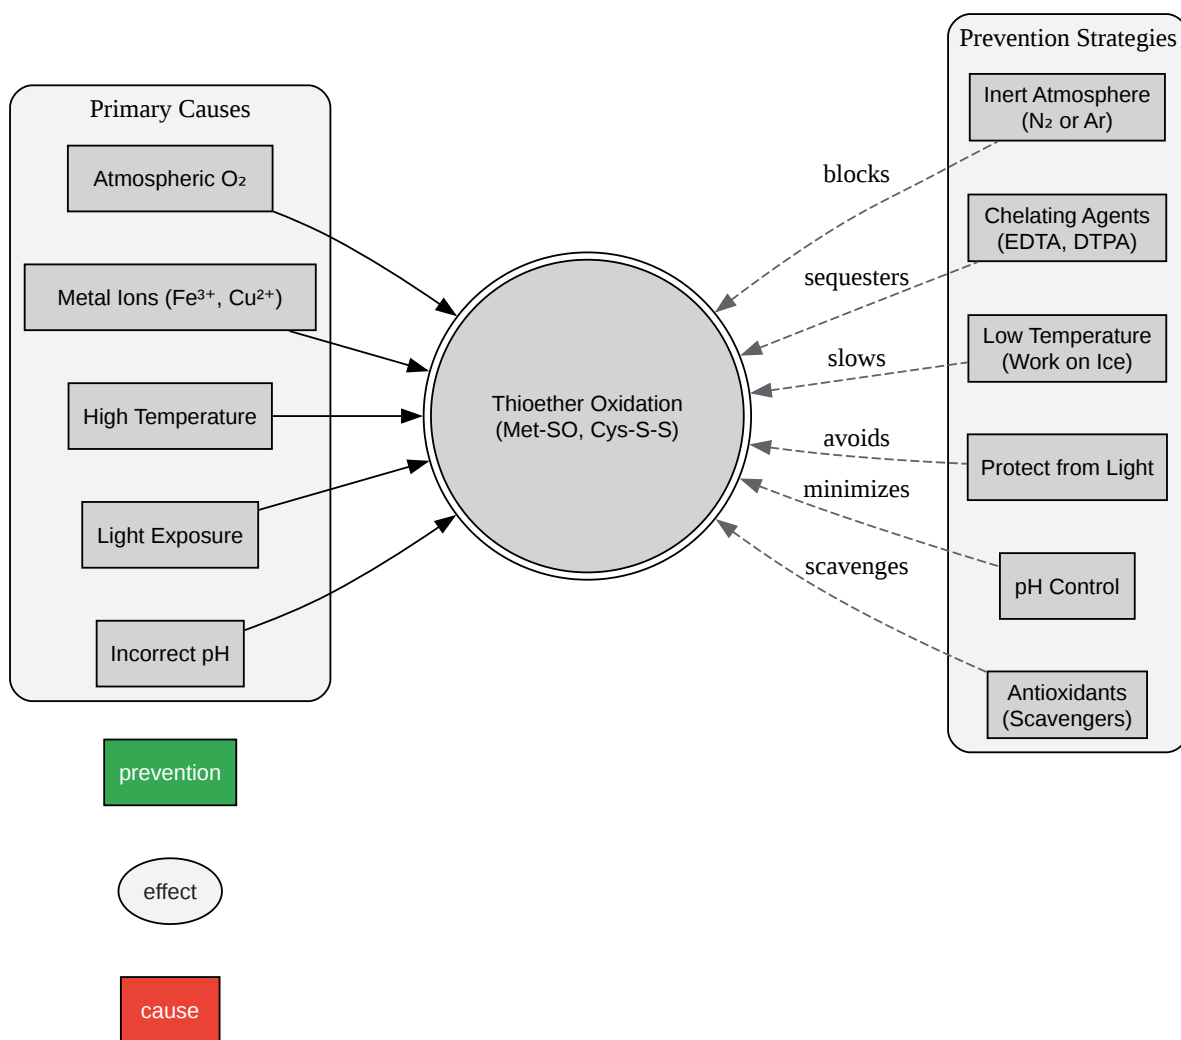 Primary Causes
Atmospheric O₂
Metal Ions (Fe³⁺, Cu²⁺)
High Temperature
Light Exposure
Incorrect pH
prevention
effect
cause
Thioether Oxidation
(Met-SO, Cys-S-S)
blocks
sequesters
slows
avoids
minimizes
scavenges
Prevention Strategies
Inert Atmosphere
(N₂ or Ar)
Chelating Agents
(EDTA, DTPA)
Low Temperature
(Work on Ice)
Protect from Light
pH Control
Antioxidants
(Scavengers)